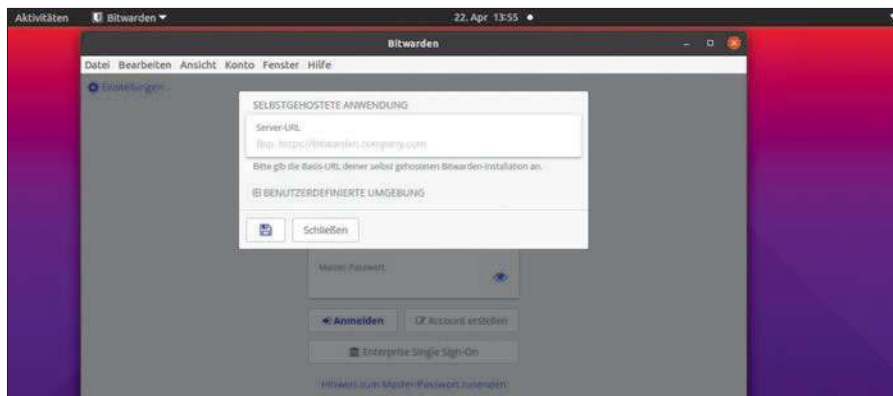 Aktivitäten Bitwarden 22. Apr 13:55
Bitwarden
Datei Bearbeiten Ansicht Konto Fenster Hilfe
Einstellungen
SELBSTGEHOSTETE ANWENDUNG
Server-URL
Bsp. https://bitwarden.company.com
Bitte gib die Basis-URL deiner selbst gehosteten Bitwarden-Installation an.
BENUTZERDEFINIERTE UMGEBUNG
Schließen
Master-Passwort
Anmelden Account erstellen
Enterprise Single Sign-On
Hinweis zum Master-Passwort zusenden